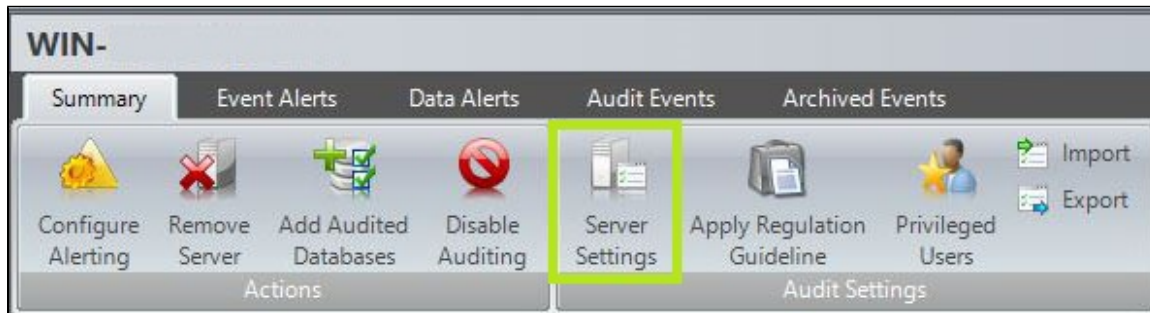 WIN-
Summary Event Alerts Data Alerts Audit Events Archived Events
Configure Alerting
Remove Server
Add Audited Databases
Disable Auditing
Server Settings
Apply Regulation Guideline
Privileged Users
Import
Export
Actions
Audit Settings